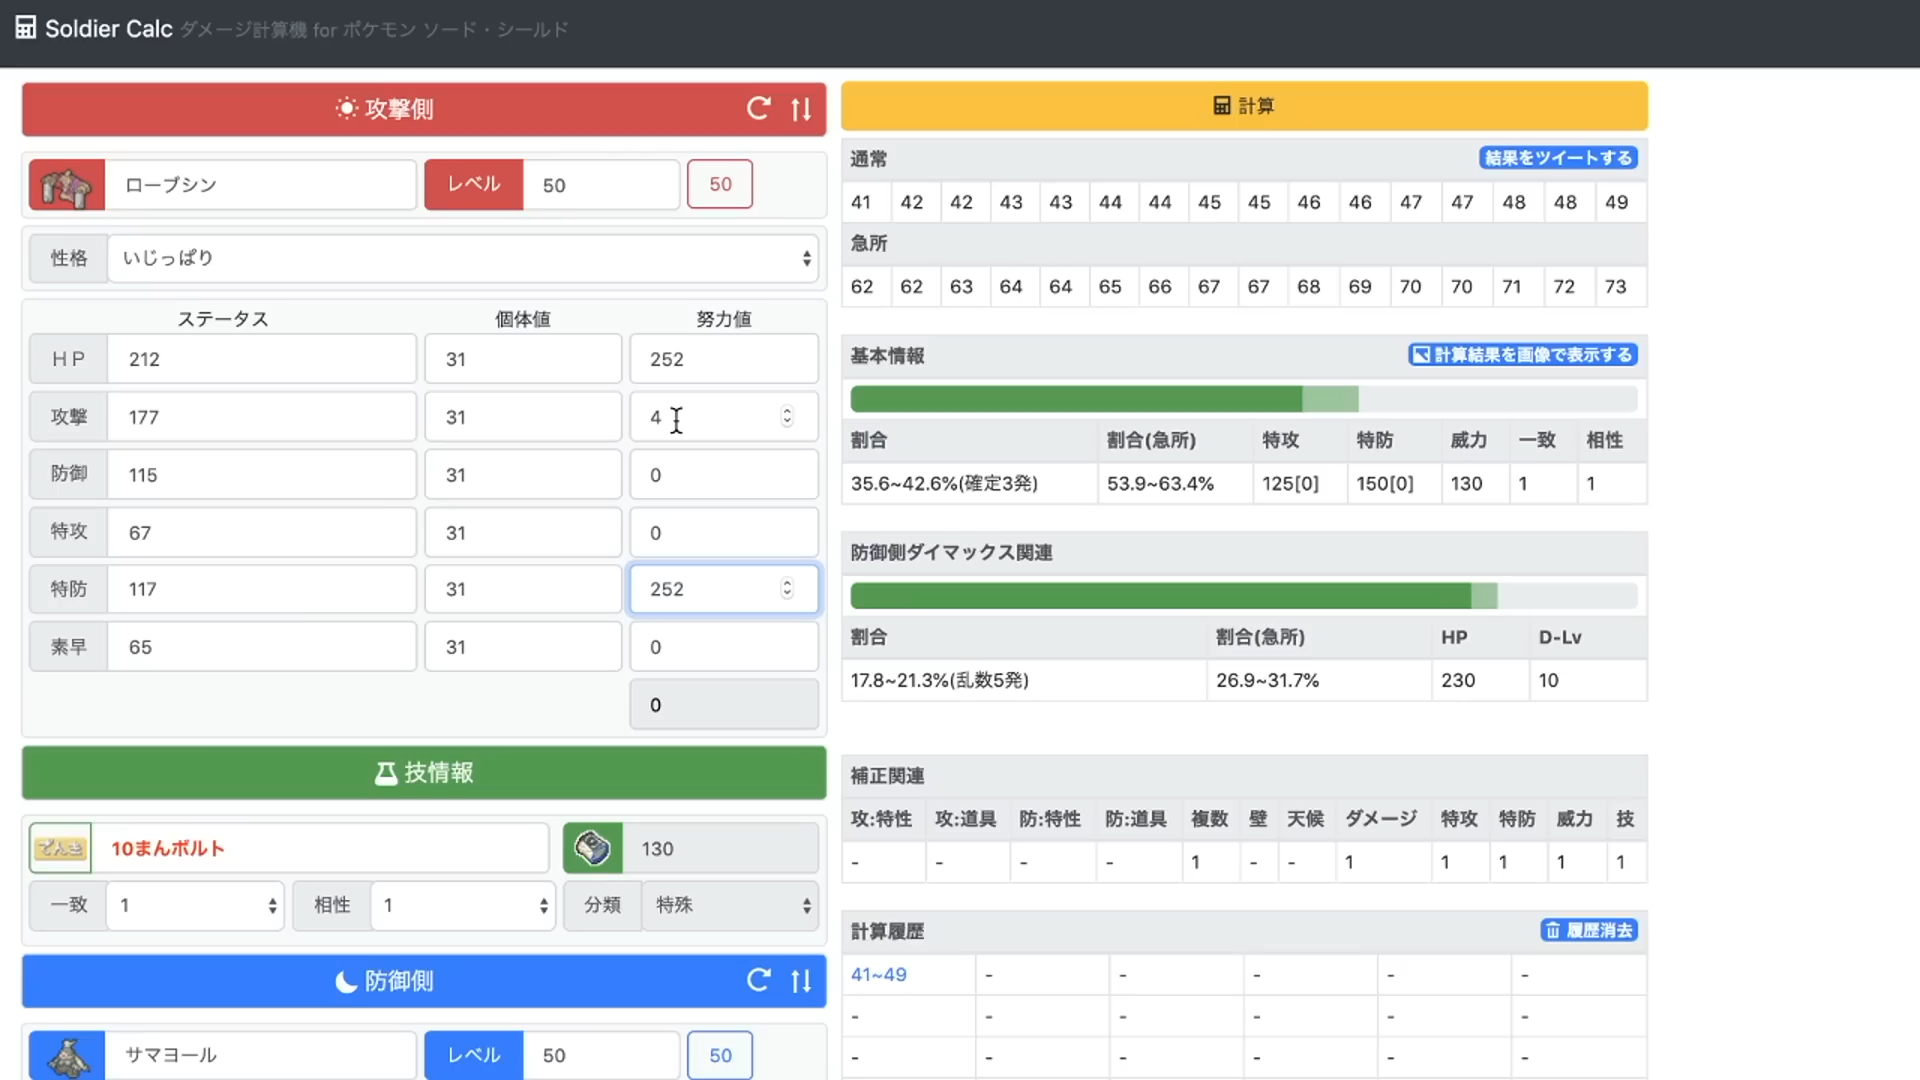 Soldier Calc ダメージ計算機 for ポケモン ソード・シールド
攻撃側
ローブシン レベル 50 50
性格 いじっぱり
ステータス 個体値 努力値
ＨＰ 212 31 252
攻撃 177 31 4
防御 115 31 0
特攻 67 31 0
特防 117 31 252
素早 65 31 0
0
技情報
でんき 10まんボルト 130
一致 1 相性 1 分類 特殊
防御側
サマヨール レベル 50 50
計算
通常 結果をツイートする
41 42 42 43 43 44 44 45 45 46 46 47 47 48 48 49
急所
62 62 63 64 64 65 66 67 67 68 69 70 70 71 72 73
基本情報 計算結果を画像で表示する
割合 割合(急所) 特攻 特防 威力 一致 相性
35.6~42.6%(確定3発) 53.9~63.4% 125[0] 150[0] 130 1 1
防御側ダイマックス関連
割合 割合(急所) HP D-Lv
17.8~21.3%(乱数5発) 26.9~31.7% 230 10
補正関連
攻:特性 攻:道具 防:特性 防:道具 複数 壁 天候 ダメージ 特攻 特防 威力 技
- - - - 1 - - 1 1 1 1 1
計算履歴 履歴消去
41~49 - - - - -
- - - - - -
- - - - - -